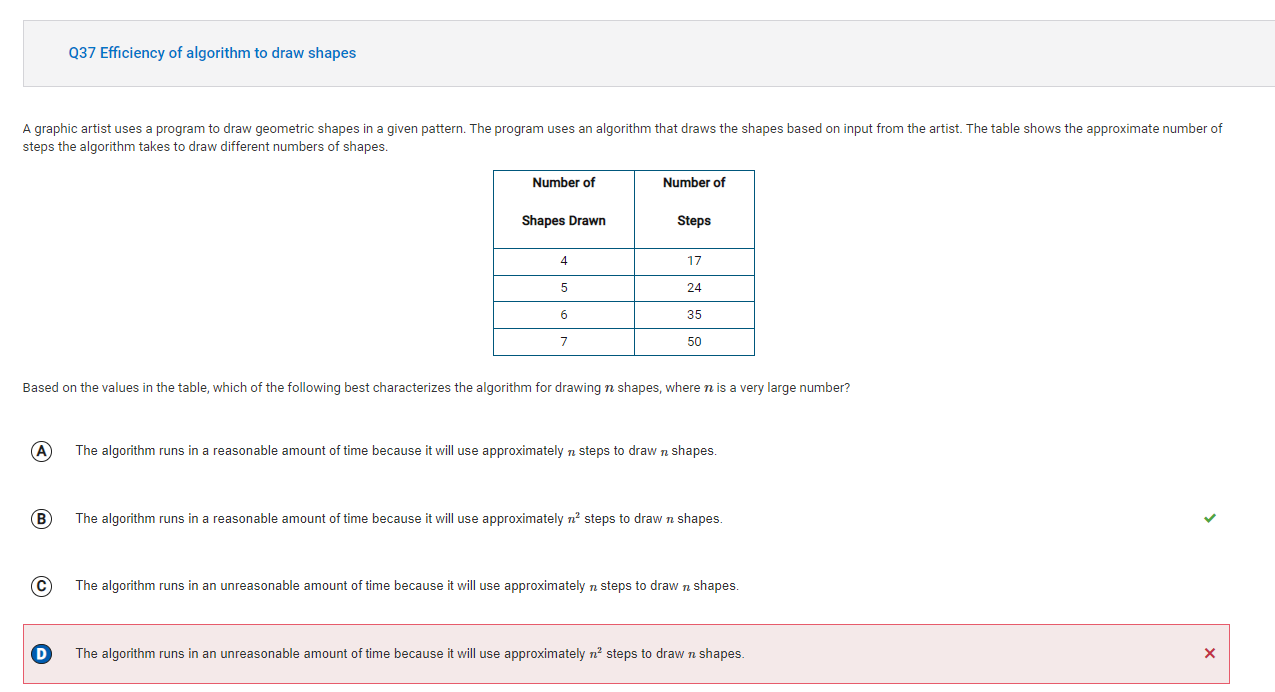 Q37 Efficiency of algorithm to draw shapes
A graphic artist uses a program to draw geometric shapes in a given pattern. The program uses an algorithm that draws the shapes based on input from the artist. The table shows the approximate number of
steps the algorithm takes to draw different numbers of shapes.
Number of Number of
Shapes Drawn Steps
4 17
5 24
6 35
7 50
Based on the values in the table, which of the following best characterizes the algorithm for drawing n shapes, where n is a very large number?
A The algorithm runs in a reasonable amount of time because it will use approximately n steps to draw n shapes.
B The algorithm runs in a reasonable amount of time because it will use approximately n² steps to draw n shapes.
C The algorithm runs in an unreasonable amount of time because it will use approximately n steps to draw n shapes.
D The algorithm runs in an unreasonable amount of time because it will use approximately n² steps to draw n shapes.